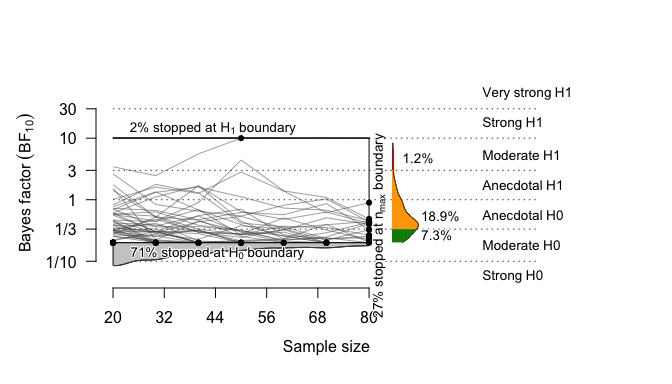 Very strong H1
30
Strong H1
10
2% stopped at H1 boundary
Moderate H1
1.2%
3
Anecdotal H1
1
Anecdotal H0
18.9%
1/3
7.3%
Moderate H0
71% stopped at H0 boundary
1/10
Strong H0
Bayes factor (BF10)
27% stopped at nmax boundary
20 32 44 56 68 80
Sample size